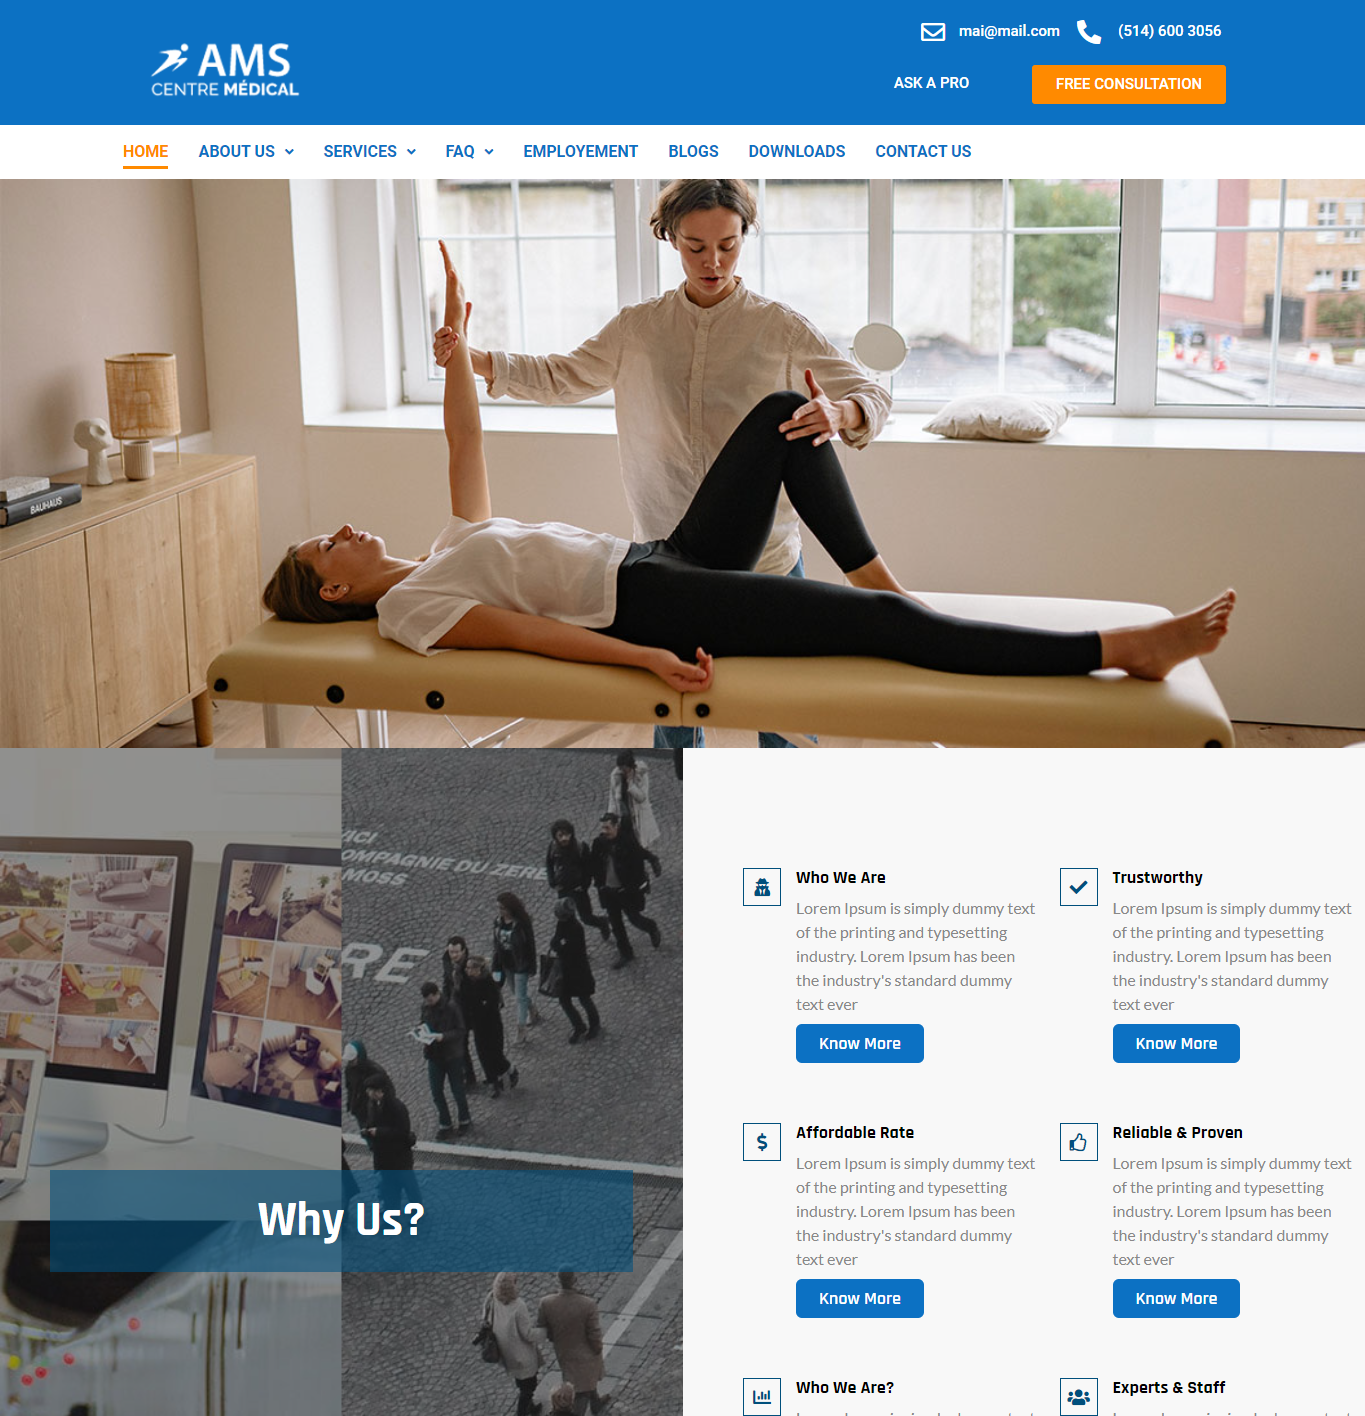 mai@mail.com
(514) 600 3056
AMS
CENTRE MÉDICAL
ASK A PRO
FREE CONSULTATION
HOME
ABOUT US
SERVICES
FAQ
EMPLOYEMENT
BLOGS
DOWNLOADS
CONTACT US
BAUHAUS
VICI
OMPAGNIE DU ZERE
MOSS
RE
Why Us?
Who We Are
Lorem Ipsum is simply dummy text
of the printing and typesetting
industry. Lorem Ipsum has been
the industry's standard dummy
text ever
Know More
Trustworthy
Lorem Ipsum is simply dummy text
of the printing and typesetting
industry. Lorem Ipsum has been
the industry's standard dummy
text ever
Know More
Affordable Rate
Lorem Ipsum is simply dummy text
of the printing and typesetting
industry. Lorem Ipsum has been
the industry's standard dummy
text ever
Know More
Reliable & Proven
Lorem Ipsum is simply dummy text
of the printing and typesetting
industry. Lorem Ipsum has been
the industry's standard dummy
text ever
Know More
Who We Are?
Experts & Staff